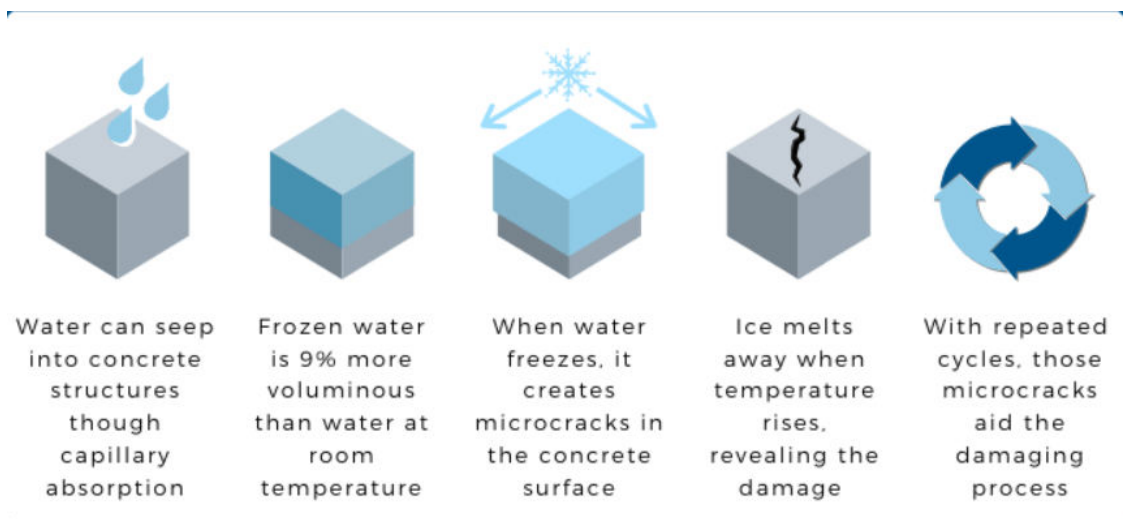 Water can seep
into concrete
structures
though
capillary
absorption
Frozen water
is 9% more
voluminous
than water at
room
temperature
When water
freezes, it
creates
microcracks in
the concrete
surface
Ice melts
away when
temperature
rises,
revealing the
damage
With repeated
cycles, those
microcracks
aid the
damaging
process